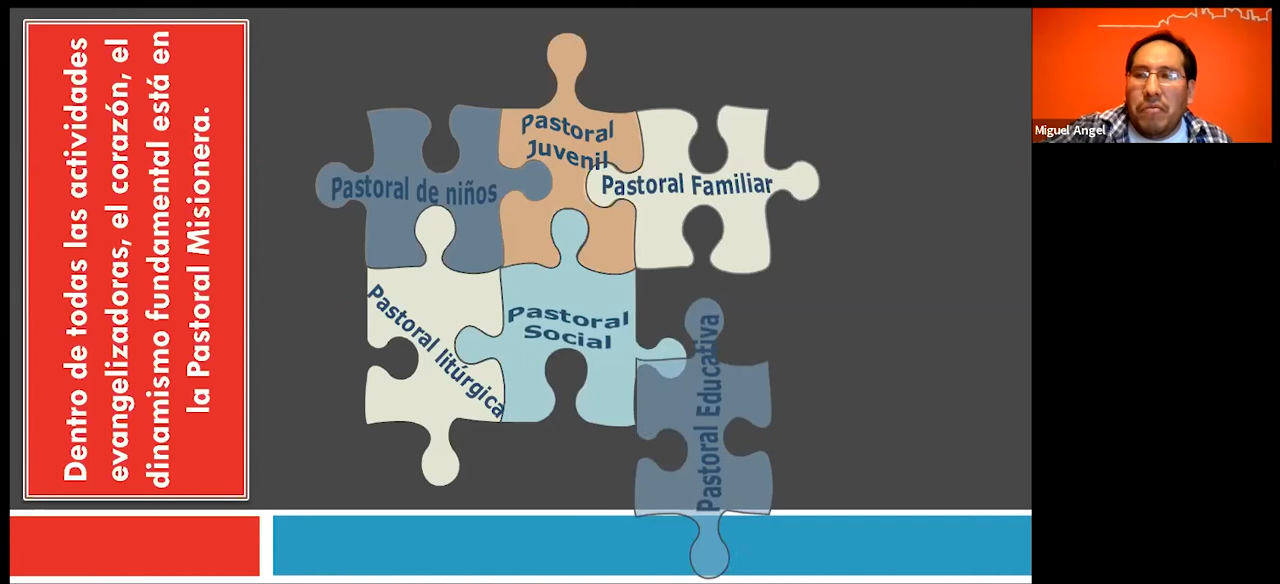 Dentro de todas las actividades
evangelizadoras, el corazón, el
dinamismo fundamental está en
la Pastoral Misionera.
Pastoral
Juvenil
Pastoral de niños
Pastoral Familiar
Pastoral litúrgica
Pastoral
Social
Pastoral Educativa
Miguel Angel